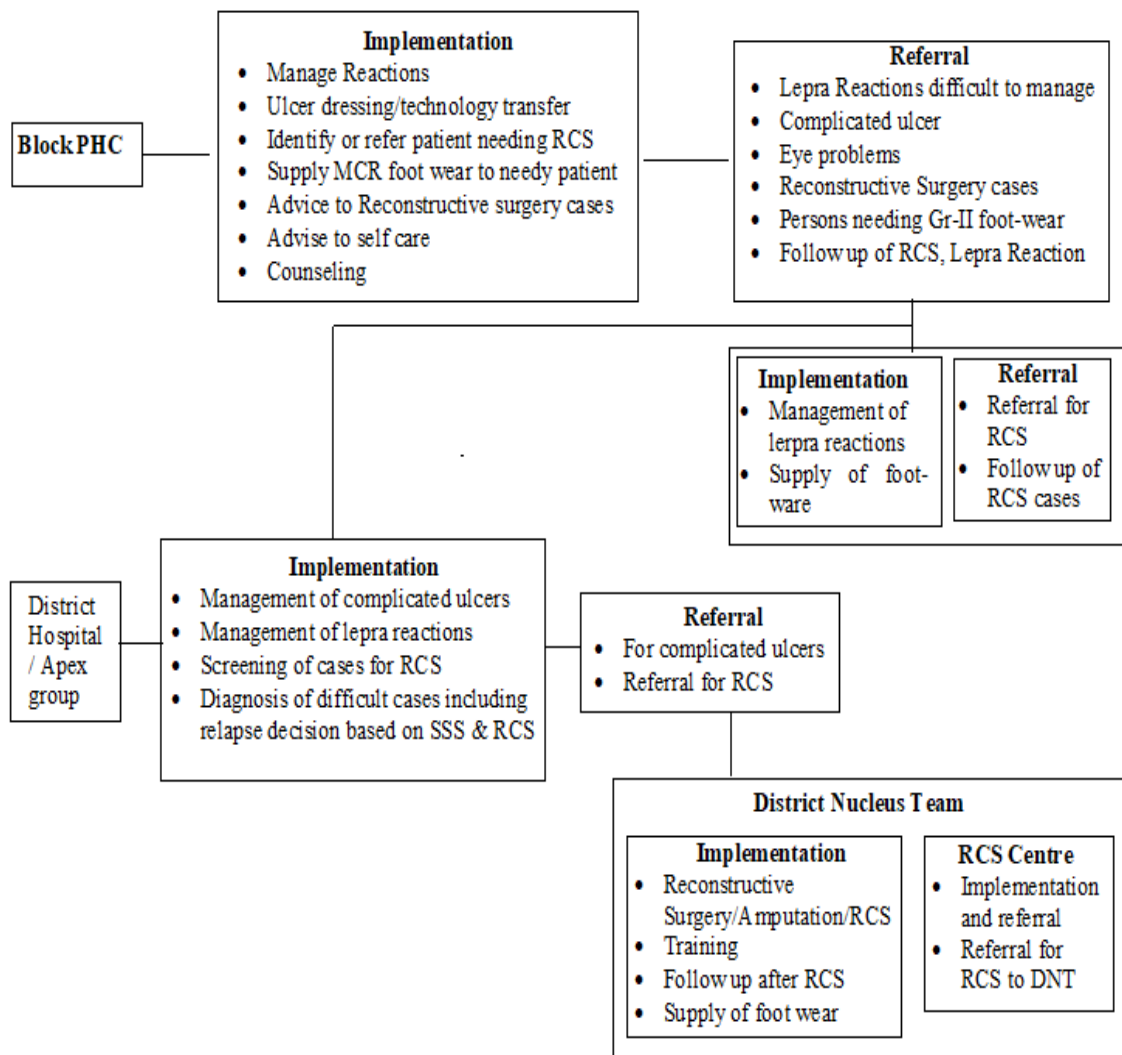 Block PHC
Implementation
• Manage Reactions
• Ulcer dressing/technology transfer
• Identify or refer patient needing RCS
• Supply MCR foot wear to needy patient
• Advice to Reconstructive surgery cases
• Advise to self care
• Counseling
Referral
• Lepra Reactions difficult to manage
• Complicated ulcer
• Eye problems
• Reconstructive Surgery cases
• Persons needing Gr-II foot-wear
• Follow up of RCS, Lepra Reaction
Implementation
• Management of
lerpra reactions
• Supply of foot-
ware
Referral
• Referral for
RCS
• Follow up of
RCS cases
District
Hospital
/ Apex
group
Implementation
• Management of complicated ulcers
• Management of lepra reactions
• Screening of cases for RCS
• Diagnosis of difficult cases including
relapse decision based on SSS & RCS
Referral
• For complicated ulcers
• Referral for RCS
District Nucleus Team
Implementation
• Reconstructive
Surgery/Amputation/RCS
• Training
• Follow up after RCS
• Supply of foot wear
RCS Centre
• Implementation
and referral
• Referral for
RCS to DNT